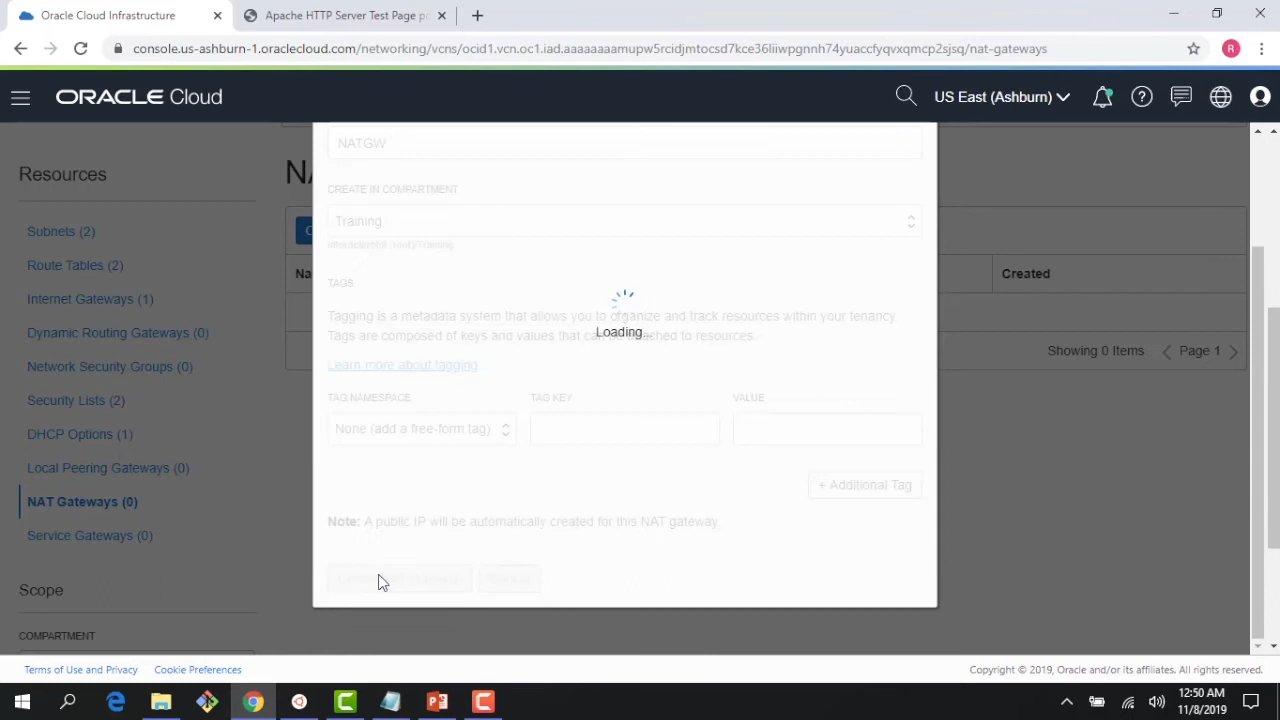 Oracle Cloud Infrastructure
Apache HTTP Server Test Page p
console.us-ashburn-1.oraclecloud.com/networking/vcns/ocid1.vcn.oc1.iad.aaaaaaaamupw5rcidjmtocsd7kce36liiwpgnnh74yuaccfyqvxqmcp2sjsq/nat-gateways
R
ORACLE Cloud
US East (Ashburn)
NATGW
Resources
CREATE IN COMPARTMENT
Training
Subnets (2)
Route Tables (2)
Na
Created
TAGS
Internet Gateways (1)
Tagging is a metadata system that allows you to organize and track resources within your tenancy.
Loading...
Dynamic Routing Gateways (0)
Tags are composed of keys and values that can be attached to resources.
Showing 0 Items
Page 1
Network Security Groups (0)
Learn more about tagging
Security Lists (2)
TAG NAMESPACE
TAG KEY
VALUE
DHCP Options (1)
None (add a free-form tag)
Local Peering Gateways (0)
+ Additional Tag
NAT Gateways (0)
Note: A public IP will be automatically created for this NAT gateway.
Service Gateways (0)
Cancel
Scope
COMPARTMENT
Terms of Use and Privacy
Cookie Preferences
Copyright © 2019, Oracle and/or its affiliates. All rights reserved.
12:50 AM
11/8/2019